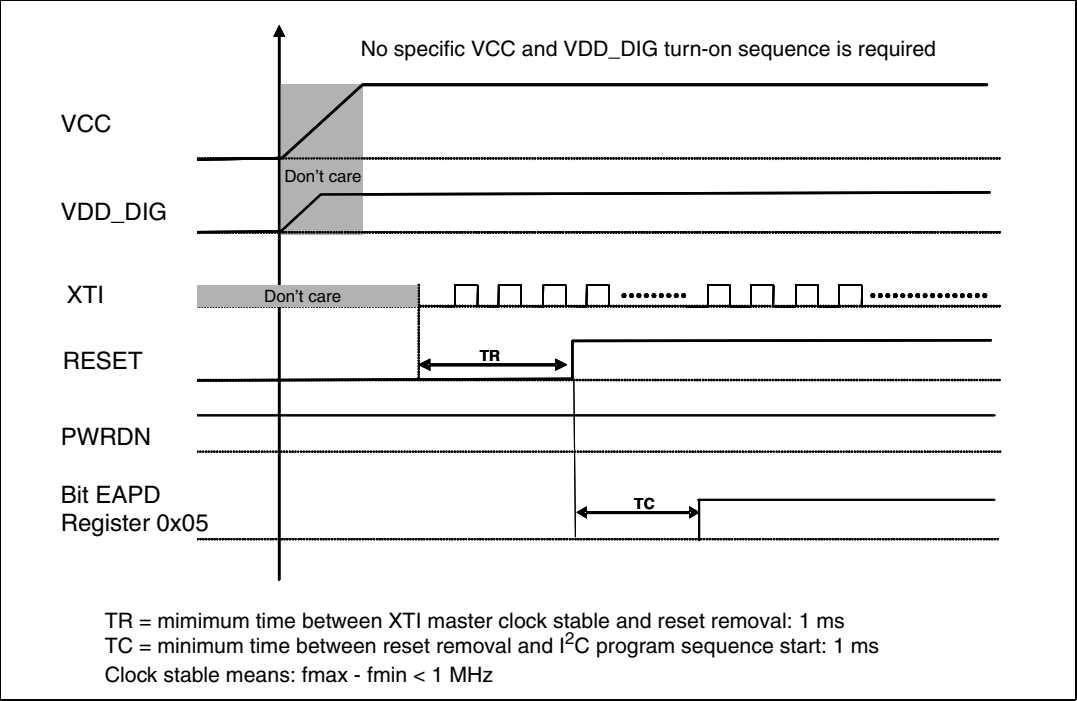 No specific VCC and VDD_DIG turn-on sequence is required
VCC
Don't care
VDD_DIG
XTI
Don't care
TR
RESET
PWRDN
Bit EAPD
Register 0x05
TC
TR = mimimum time between XTI master clock stable and reset removal: 1 ms
TC = minimum time between reset removal and I²C program sequence start: 1 ms
Clock stable means: fmax - fmin < 1 MHz